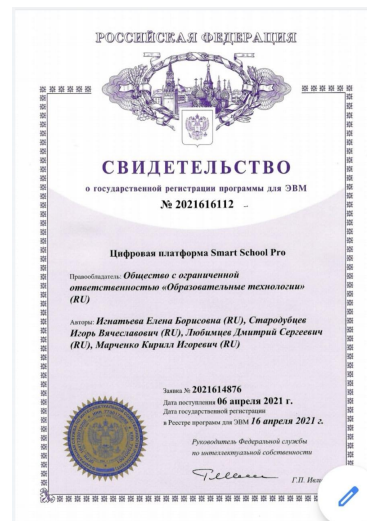 РОССИЙСКАЯ ФЕДЕРАЦИЯ
СВИДЕТЕЛЬСТВО
о государственной регистрации программы для ЭВМ
№ 2021616112
Цифровая платформа Smart School Pro
Правообладатель: Общество с ограниченной
ответственностью «Образовательные технологии»
(RU)
Авторы: Игнатьева Елена Борисовна (RU), Стародубцев
Игорь Вячеславович (RU), Любимцев Дмитрий Сергеевич
(RU), Марченко Кирилл Игоревич (RU)
Заявка № 2021614876
Дата поступления 06 апреля 2021 г.
Дата государственной регистрации
в Реестре программ для ЭВМ 16 апреля 2021 г.
Руководитель Федеральной службы
по интеллектуальной собственности
Г.П.